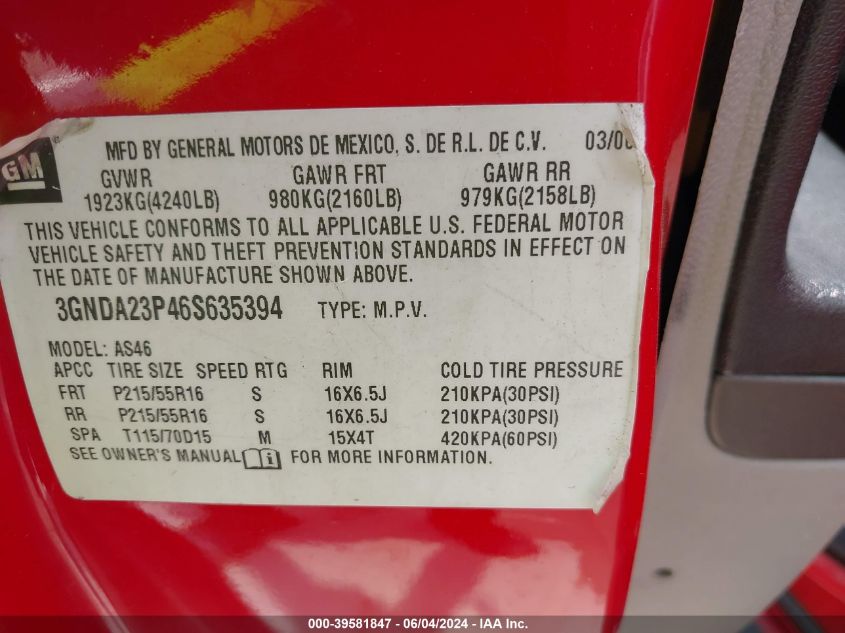 GM
MFD BY GENERAL MOTORS DE MEXICO, S. DE R.L. DE C.V. 03/0
GVWR GAWR FRT GAWR RR
1923KG(4240LB) 980KG(2160LB) 979KG(2158LB)
THIS VEHICLE CONFORMS TO ALL APPLICABLE U.S. FEDERAL MOTOR
VEHICLE SAFETY AND THEFT PREVENTION STANDARDS IN EFFECT ON
THE DATE OF MANUFACTURE SHOWN ABOVE.
3GNDA23P46S635394 TYPE: M.P.V.
MODEL: AS46
APCC TIRE SIZE SPEED RTG RIM COLD TIRE PRESSURE
FRT P215/55R16 S 16X6.5J 210KPA(30PSI)
RR P215/55R16 S 16X6.5J 210KPA(30PSI)
SPA T115/70D15 M 15X4T 420KPA(60PSI)
SEE OWNER'S MANUAL i FOR MORE INFORMATION.
000-39581847 - 06/04/2024 - IAA Inc.